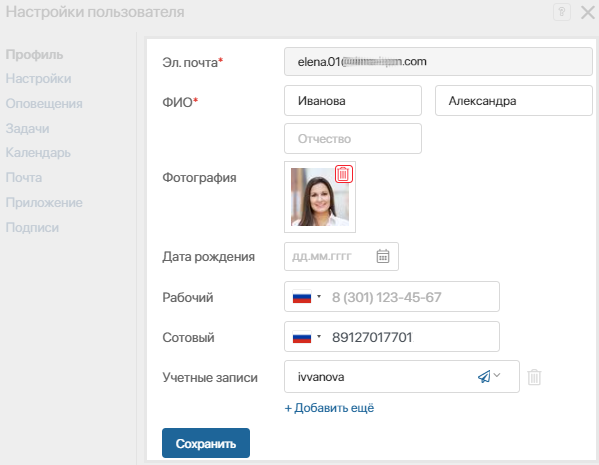 Настройки пользователя
?
Профиль
Настройки
Оповещения
Задачи
Календарь
Почта
Приложение
Подписи
Эл. почта* elena.01@ .com
ФИО* Иванова Александра
Отчество
Фотография
Дата рождения дд.мм.гггг
Рабочий 8 (301) 123-45-67
Сотовый 89127017701
Учетные записи ivvanova
+ Добавить ещё
Сохранить